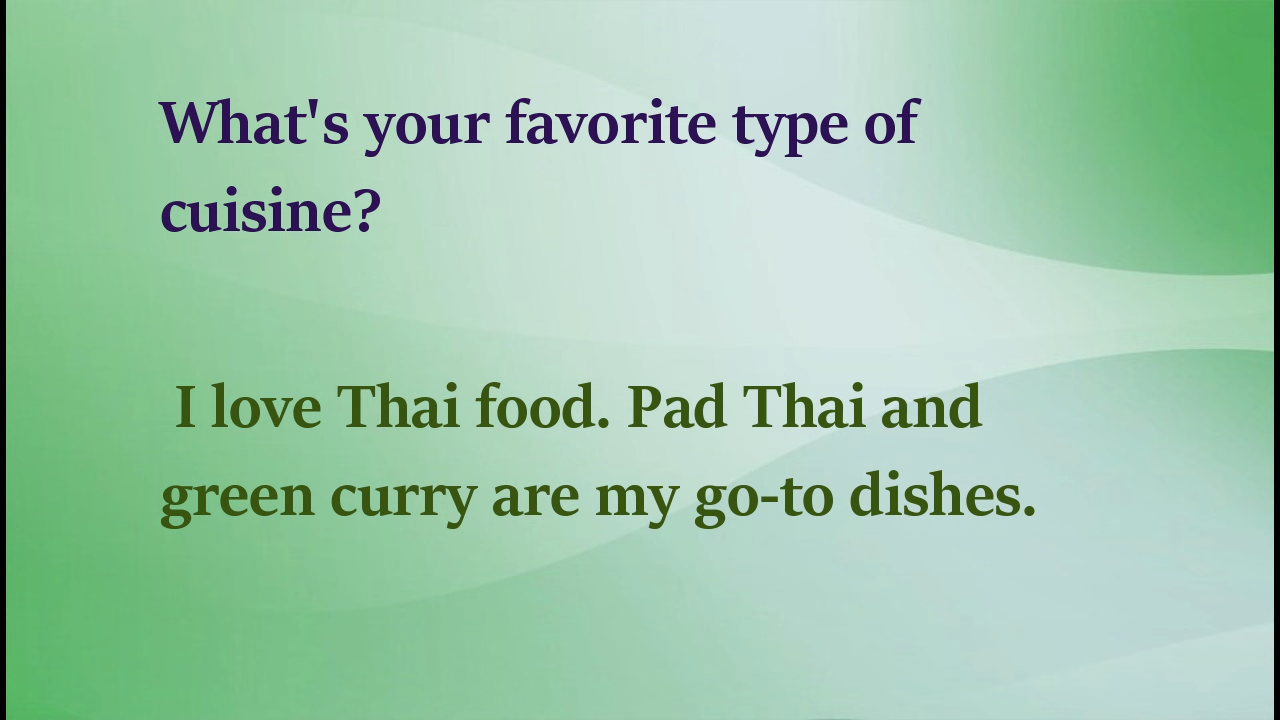 What's your favorite type of
cuisine?
I love Thai food. Pad Thai and
green curry are my go-to dishes.